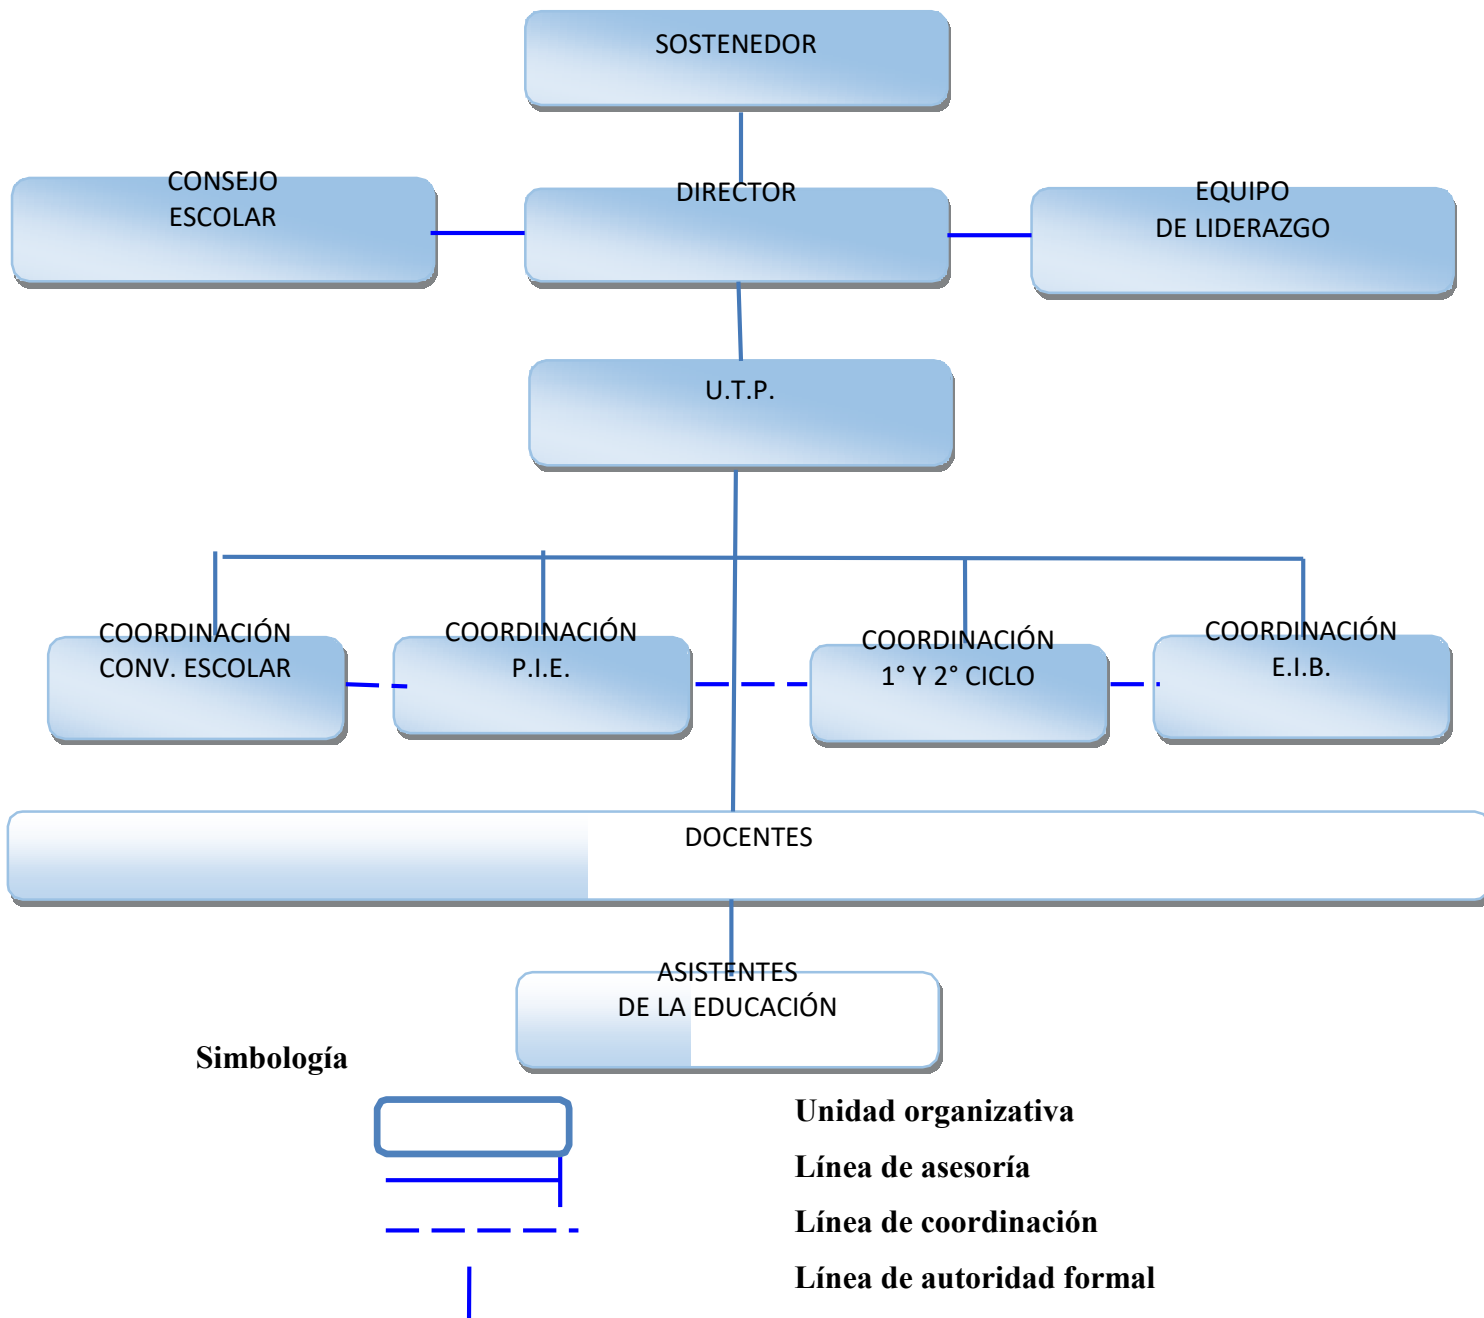 SOSTENEDOR
CONSEJO
ESCOLAR
DIRECTOR
EQUIPO
DE LIDERAZGO
U.T.P.
COORDINACIÓN
CONV. ESCOLAR
COORDINACIÓN
P.I.E.
COORDINACIÓN
1° Y 2° CICLO
COORDINACIÓN
E.I.B.
DOCENTES
ASISTENTES
DE LA EDUCACIÓN
Simbología
Unidad organizativa
Línea de asesoría
Línea de coordinación
Línea de autoridad formal